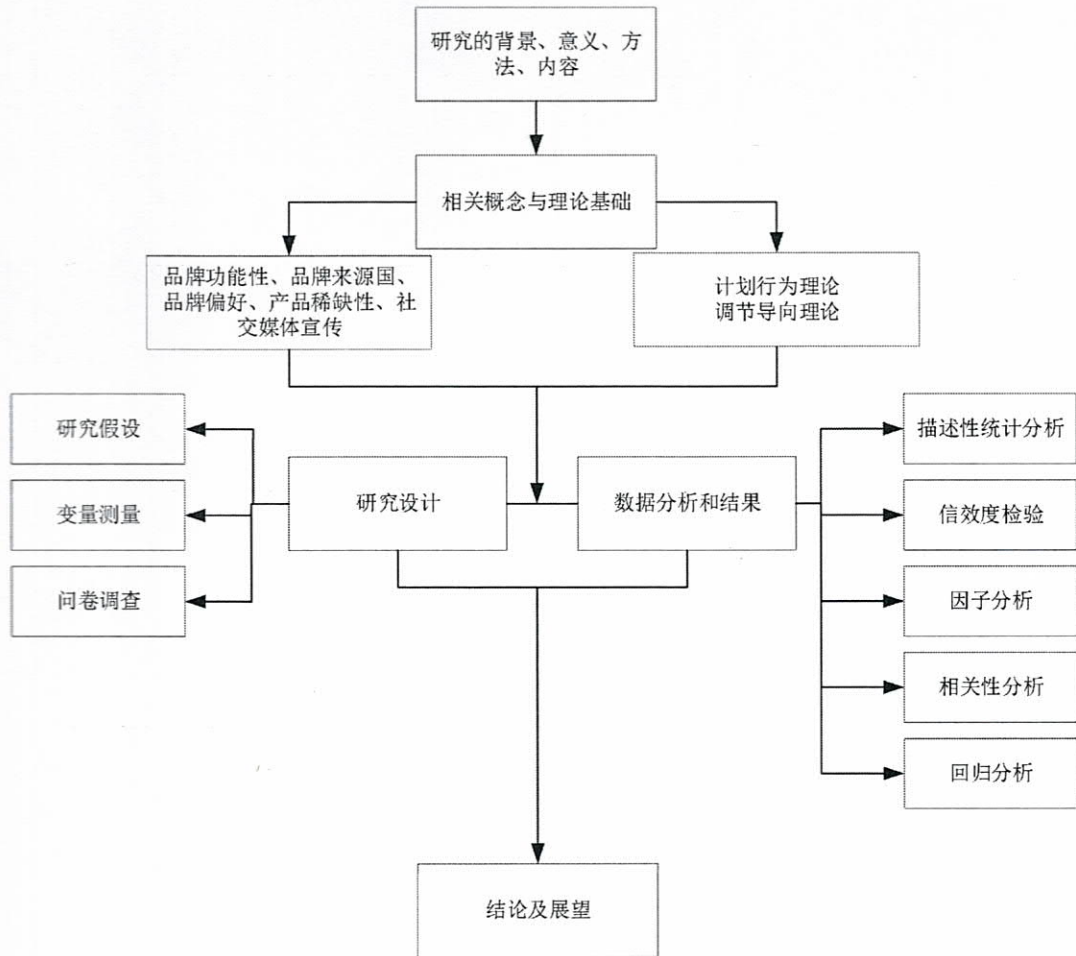 研究的背景、意义、方
法、内容
相关概念与理论基础
品牌功能性、品牌来源国、
品牌偏好、产品稀缺性、社
交媒体宣传
计划行为理论
调节导向理论
研究假设
变量测量
问卷调查
研究设计
数据分析和结果
描述性统计分析
信效度检验
因子分析
相关性分析
回归分析
结论及展望